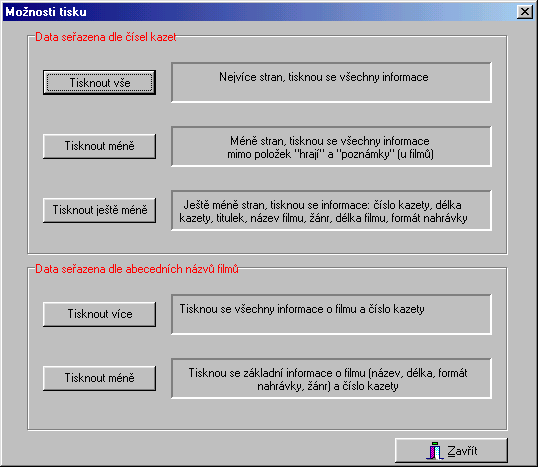 Možnosti tisku
Data seřazena dle čísel kazet
Tisknout vše
Nejvíce stran, tisknou se všechny informace
Tisknout méně
Méně stran, tisknou se všechny informace
mimo položek "hrají" a "poznámky" (u filmů)
Tisknout ještě méně
Ještě méně stran, tisknou se informace: číslo kazety, délka
kazety, titulek, název filmu, žánr, délka filmu, formát nahrávky
Data seřazena dle abecedních názvů filmů
Tisknout více
Tisknou se všechny informace o filmu a číslo kazety
Tisknout méně
Tisknou se základní informace o filmu (název, délka, formát
nahrávky, žánr) a číslo kazety
Zavřít